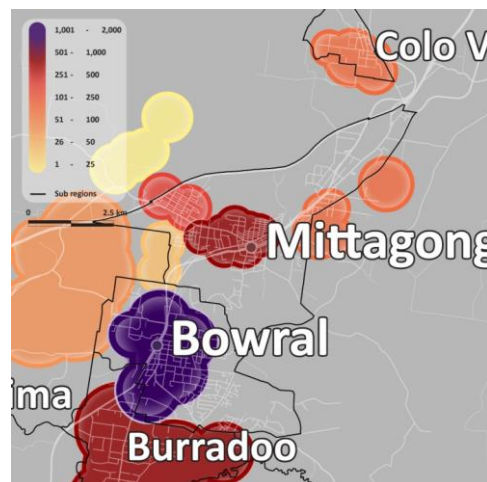 1,001 - 2,000
501 - 1,000
251 - 500
101 - 250
51 - 100
26 - 50
1 - 25
Sub regions
0 2.5 km
Colo V
Mittagong
Bowral
ima
Burradoo